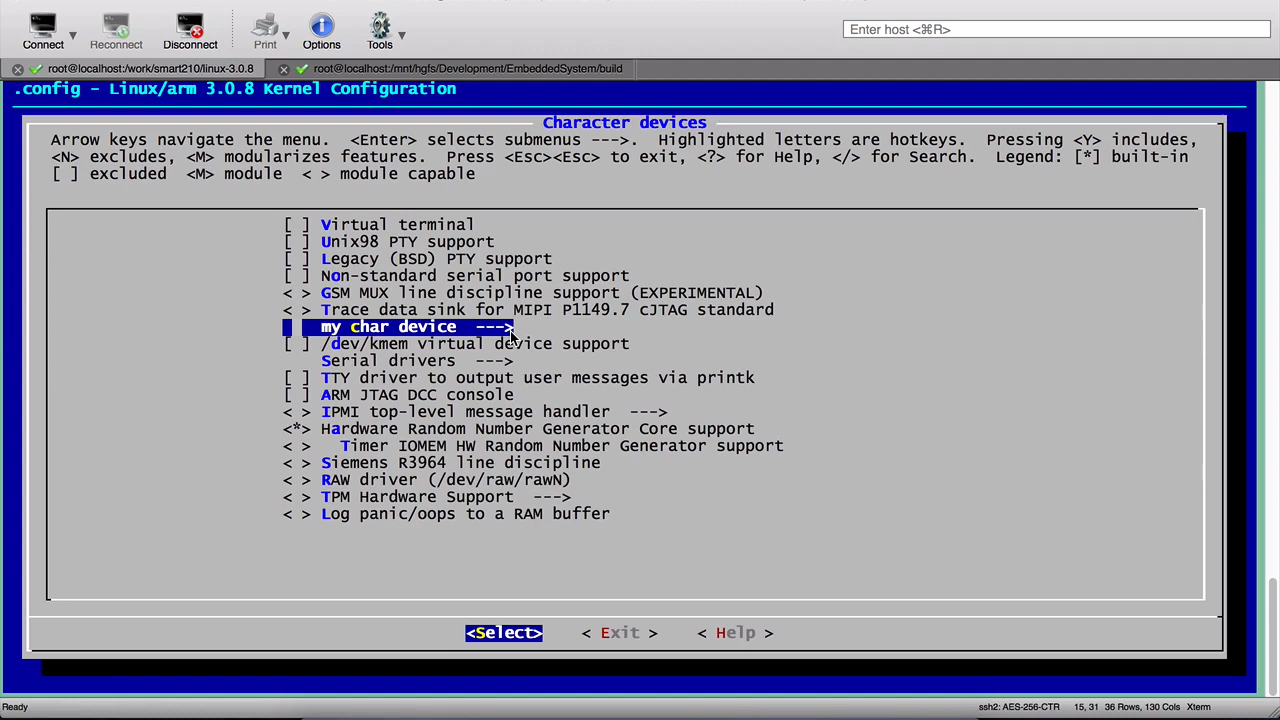 Connect
Reconnect
Disconnect
Print
Options
Tools
Enter host <⌘R>
root@localhost:/work/smart210/linux-3.0.8
root@localhost:/mnt/hgfs/Development/EmbeddedSystem/build
.config - Linux/arm 3.0.8 Kernel Configuration
Character devices
Arrow keys navigate the menu.  <Enter> selects submenus --->.  Highlighted letters are hotkeys.  Pressing <Y> includes,
<N> excludes, <M> modularizes features.  Press <Esc><Esc> to exit, <?> for Help, </> for Search.  Legend: [*] built-in
[ ] excluded  <M> module  < > module capable
[ ] Virtual terminal
[ ] Unix98 PTY support
[ ] Legacy (BSD) PTY support
[ ] Non-standard serial port support
< > GSM MUX line discipline support (EXPERIMENTAL)
< > Trace data sink for MIPI P1149.7 cJTAG standard
my char device  --->
[ ] /dev/kmem virtual device support
Serial drivers  --->
[ ] TTY driver to output user messages via printk
[ ] ARM JTAG DCC console
< > IPMI top-level message handler  --->
<*> Hardware Random Number Generator Core support
< >   Timer IOMEM HW Random Number Generator support
< > Siemens R3964 line discipline
< > RAW driver (/dev/raw/rawN)
< > TPM Hardware Support  --->
< > Log panic/oops to a RAM buffer
<Select>    < Exit >    < Help >
Ready
ssh2: AES-256-CTR    15, 31    36 Rows, 130 Cols    Xterm